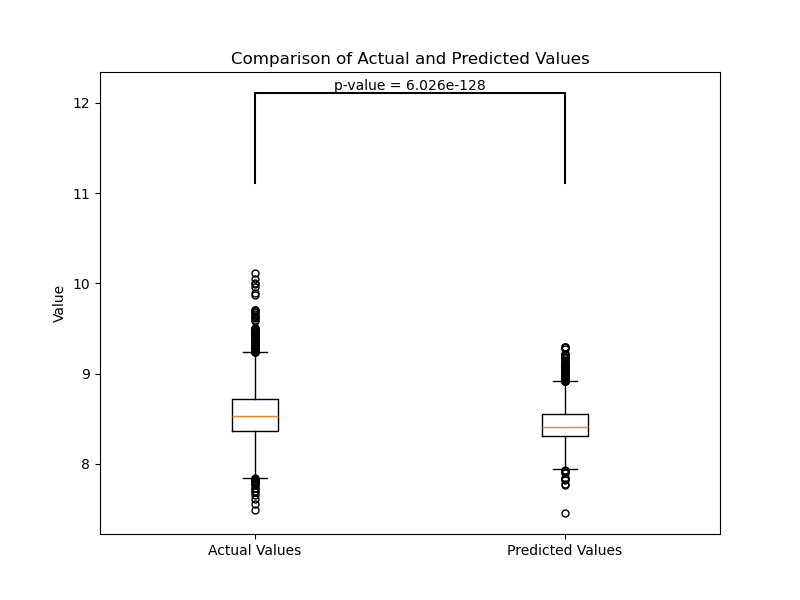 Comparison of Actual and Predicted Values
p-value = 6.026e-128
12
11
10
9
8
Value
Actual Values
Predicted Values